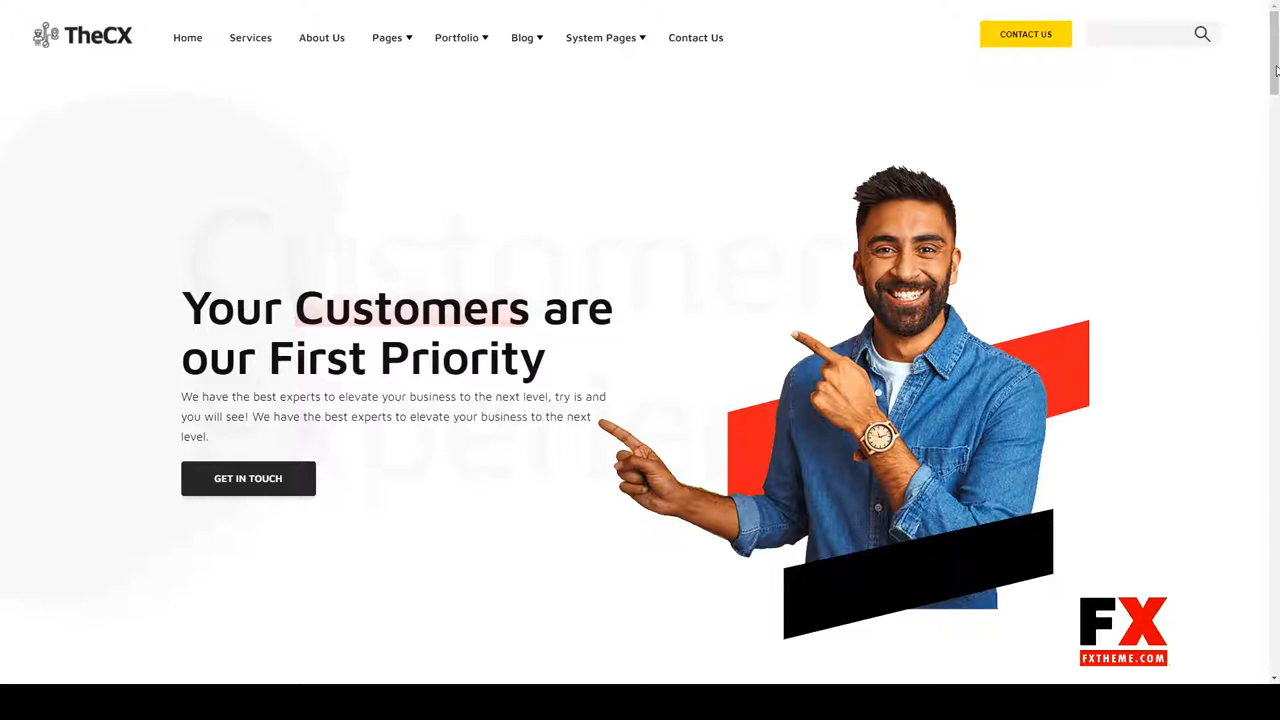 TheCX
Home Services About Us Pages Portfolio Blog System Pages Contact Us
CONTACT US
Customer
Your Customers are
our First Priority
We have the best experts to elevate your business to the next level, try is and
you will see! We have the best experts to elevate your business to the next
level.
GET IN TOUCH
FX
FXTHEME.COM